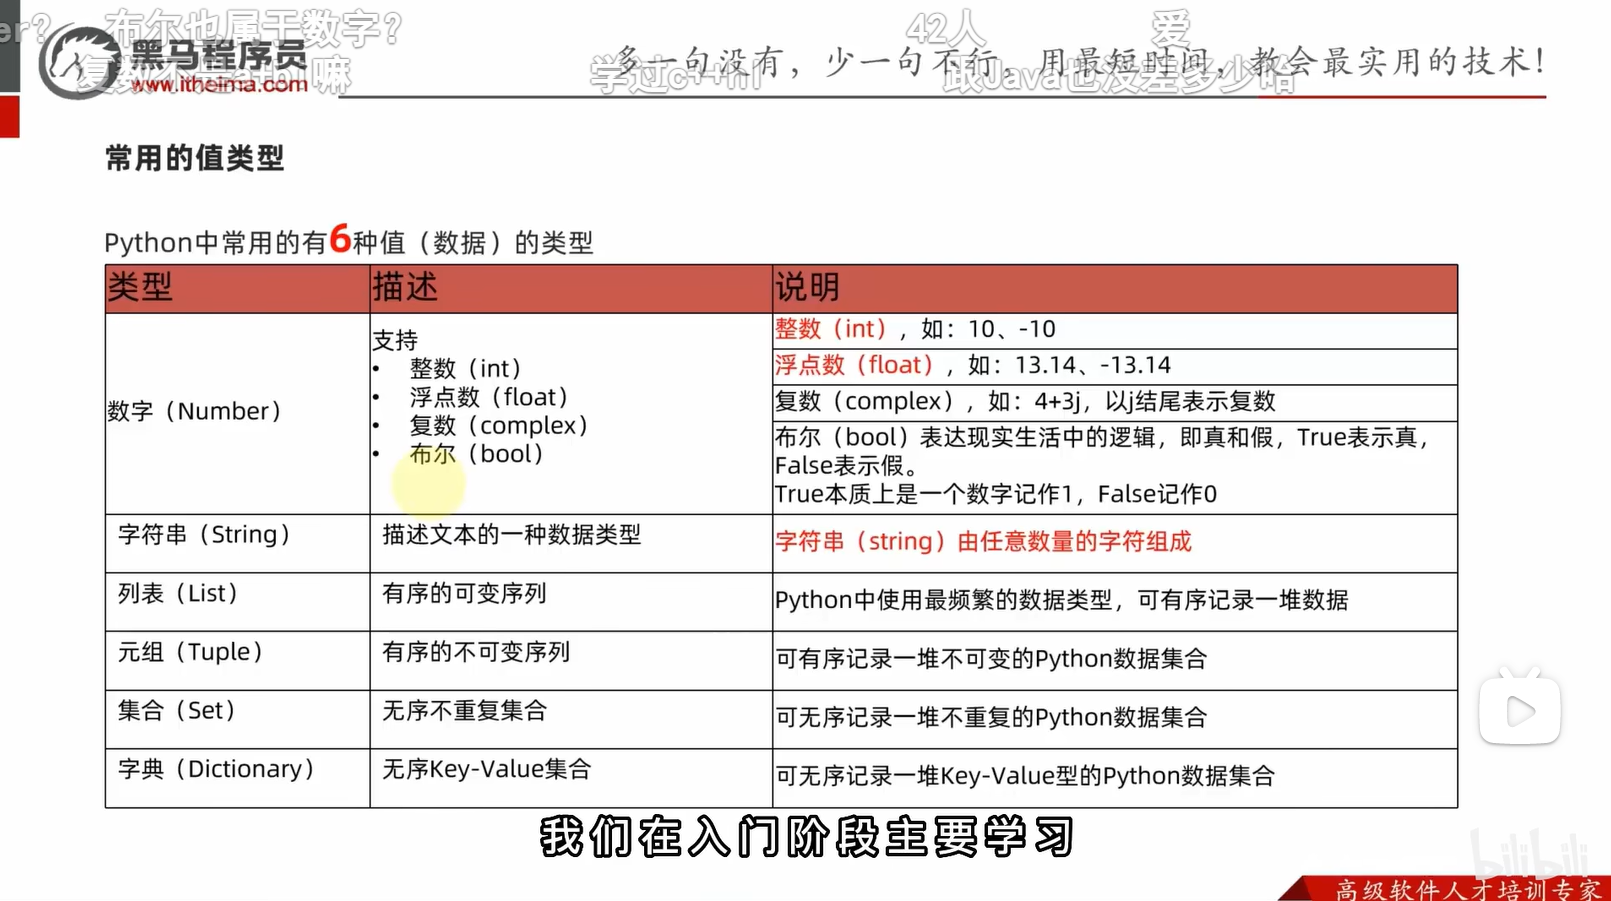 er?
布尔也属于数字?
42人
爱
黑马程序员
www.itheima.com
复数不是a+bi嘛
学过c++hh
跟Java也没差多少哈
多一句没有，少一句不行，用最短时间，教会最实用的技术！
常用的值类型
Python中常用的有6种值（数据）的类型
类型 描述 说明
数字（Number）
支持
• 整数（int）
• 浮点数（float）
• 复数（complex）
• 布尔（bool）
整数（int），如：10、-10
浮点数（float），如：13.14、-13.14
复数（complex），如：4+3j，以j结尾表示复数
布尔（bool）表达现实生活中的逻辑，即真和假，True表示真，
False表示假。
True本质上是一个数字记作1，False记作0
字符串（String） 描述文本的一种数据类型 字符串（string）由任意数量的字符组成
列表（List） 有序的可变序列 Python中使用最频繁的数据类型，可有序记录一堆数据
元组（Tuple） 有序的不可变序列 可有序记录一堆不可变的Python数据集合
集合（Set） 无序不重复集合 可无序记录一堆不重复的Python数据集合
字典（Dictionary） 无序Key-Value集合 可无序记录一堆Key-Value型的Python数据集合
我们在入门阶段主要学习
bilibili
高级软件人才培训专家